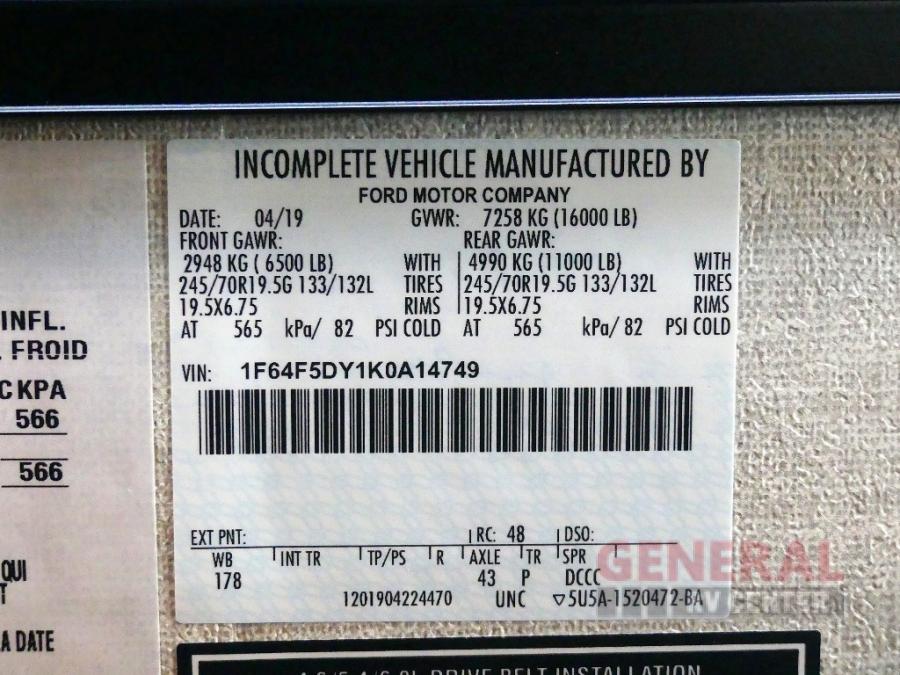 INCOMPLETE VEHICLE MANUFACTURED BY
FORD MOTOR COMPANY
DATE: 04/19 GVWR: 7258 KG (16000 LB)
FRONT GAWR: REAR GAWR:
2948 KG ( 6500 LB) WITH 4990 KG (11000 LB) WITH
245/70R19.5G 133/132L TIRES 245/70R19.5G 133/132L TIRES
19.5X6.75 RIMS 19.5X6.75 RIMS
AT 565 kPa/ 82 PSI COLD AT 565 kPa/ 82 PSI COLD
VIN: 1F64F5DY1K0A14749
EXT PNT: RC: 48 DSO:
WB INT TR TP/PS R AXLE TR SPR
178 43 P DCCC
1201904224470 UNC ▽5U5A-1520472-BA
INFL.
FROID
KPA
566
566
QUI
A DATE
DRIVE BELT INSTALLATION
GENERAL
RV CENTER